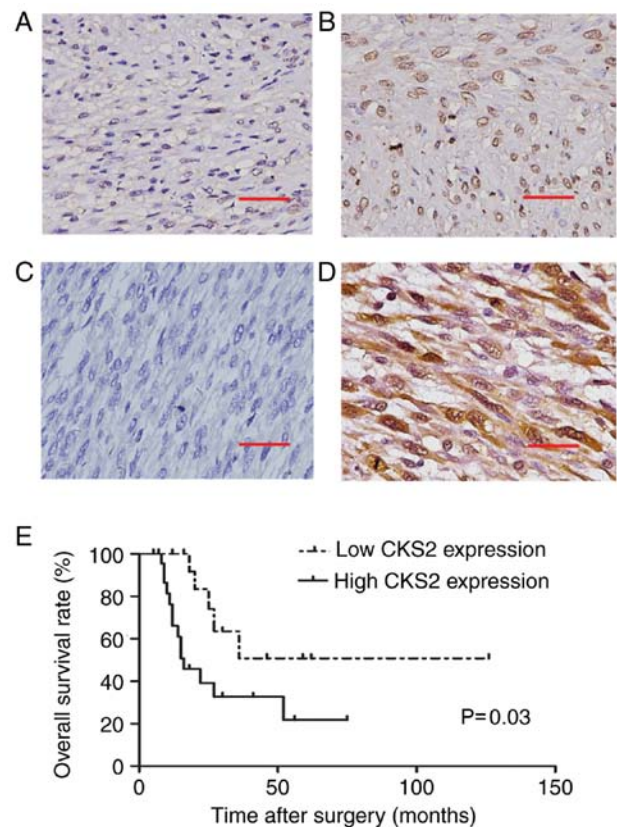 A
B
C
D
E
Low CKS2 expression
High CKS2 expression
Overall survival rate (%)
100
80
60
40
20
0
P=0.03
0
50
100
150
Time after surgery (months)